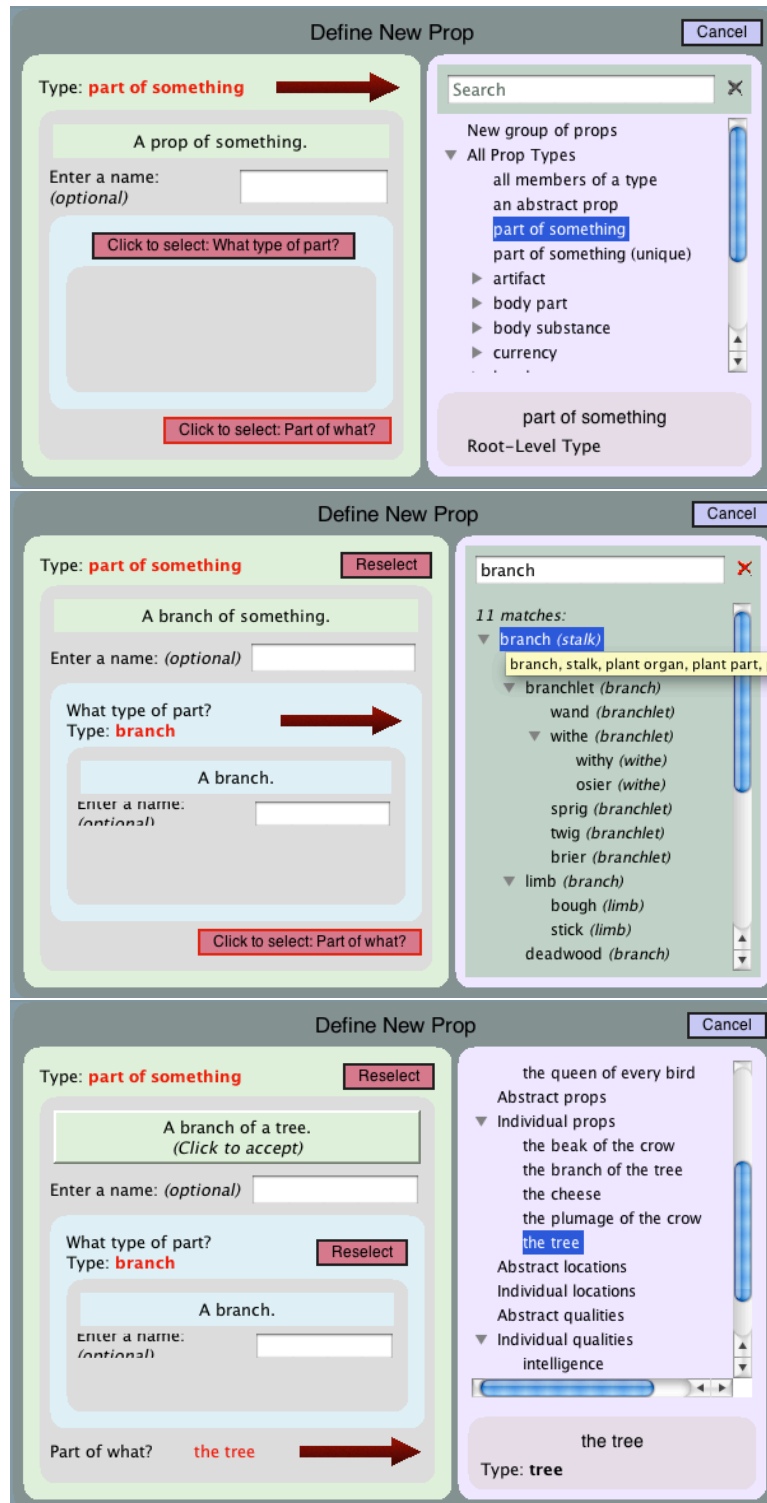 Define New Prop
Cancel
Type: part of something
A prop of something.
Enter a name:
(optional)
Click to select: What type of part?
Click to select: Part of what?
Search
New group of props
All Prop Types
all members of a type
an abstract prop
part of something
part of something (unique)
artifact
body part
body substance
currency
part of something
Root-Level Type
Define New Prop
Cancel
Type: part of something
Reselect
A branch of something.
Enter a name: (optional)
What type of part?
Type: branch
A branch.
Enter a name:
(optional)
Click to select: Part of what?
branch
11 matches:
branch (stalk)
branch, stalk, plant organ, plant part,
branchlet (branch)
wand (branchlet)
withe (branchlet)
withy (withe)
osier (withe)
sprig (branchlet)
twig (branchlet)
brier (branchlet)
limb (branch)
bough (limb)
stick (limb)
deadwood (branch)
Define New Prop
Cancel
Type: part of something
Reselect
A branch of a tree.
(Click to accept)
Enter a name: (optional)
What type of part?
Type: branch
Reselect
A branch.
Enter a name:
(optional)
Part of what? the tree
the queen of every bird
Abstract props
Individual props
the beak of the crow
the branch of the tree
the cheese
the plumage of the crow
the tree
Abstract locations
Individual locations
Abstract qualities
Individual qualities
intelligence
the tree
Type: tree